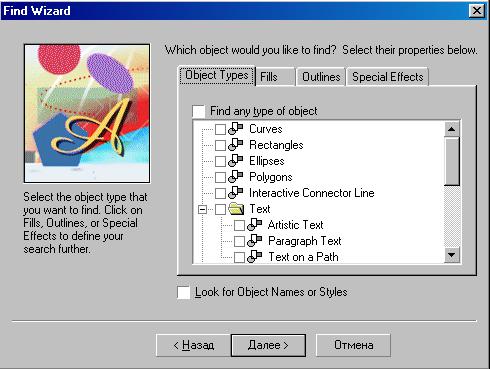 Find Wizard
Which object would you like to find? Select their properties below.
Object Types
Fills
Outlines
Special Effects
Find any type of object
Curves
Rectangles
Ellipses
Polygons
Interactive Connector Line
Text
Artistic Text
Paragraph Text
Text on a Path
A
Select the object type that
you want to find. Click on
Fills, Outlines, or Special
Effects to define your
search further.
Look for Object Names or Styles
< Назад
Далее >
Отмена